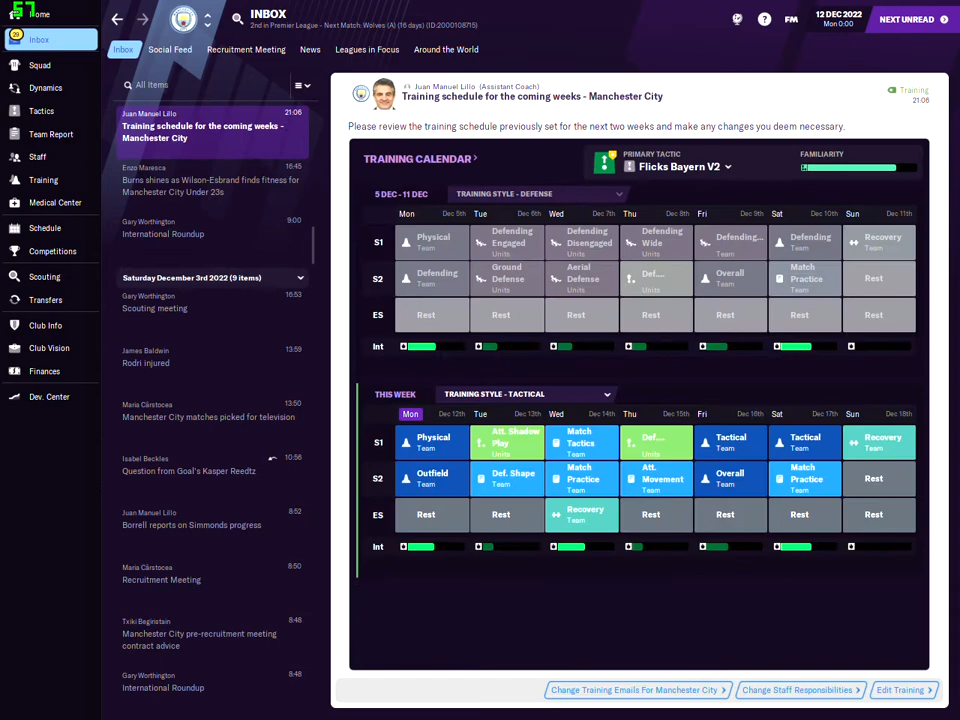 57
Home
29
Inbox
Squad
Dynamics
Tactics
Team Report
Staff
Training
Medical Center
Schedule
Competitions
Scouting
Transfers
Club Info
Club Vision
Finances
Dev. Center
INBOX
2nd in Premier League - Next Match: Wolves (A) (16 days) (ID:2000108715)
FM
12 DEC 2022
Mon 0:00
NEXT UNREAD
Inbox
Social Feed
Recruitment Meeting
News
Leagues in Focus
Around the World
All Items
Juan Manuel Lillo 21:06
Training schedule for the coming weeks -
Manchester City
Enzo Maresca 16:45
Burns shines as Wilson-Esbrand finds fitness for
Manchester City Under 23s
Gary Worthington 9:00
International Roundup
Saturday December 3rd 2022 (9 items)
Gary Worthington 16:53
Scouting meeting
James Baldwin 13:59
Rodri injured
Maria Cârstocea 13:50
Manchester City matches picked for television
Isabel Beckles 10:56
Question from Goal's Kasper Reedtz
Juan Manuel Lillo 8:52
Borrell reports on Simmonds progress
Maria Cârstocea 8:50
Recruitment Meeting
Txiki Begiristain 8:48
Manchester City pre-recruitment meeting
contract advice
Gary Worthington 8:48
International Roundup
Juan Manuel Lillo (Assistant Coach)
Training schedule for the coming weeks - Manchester City
Training
21:06
Please review the training schedule previously set for the next two weeks and make any changes you deem necessary.
TRAINING CALENDAR
PRIMARY TACTIC
Flicks Bayern V2
FAMILIARITY
5 DEC - 11 DEC
TRAINING STYLE - DEFENSE
Mon Dec 5th Tue Dec 6th Wed Dec 7th Thu Dec 8th Fri Dec 9th Sat Dec 10th Sun Dec 11th
S1
Physical Team
Defending Engaged Units
Defending Disengaged Units
Defending Wide Units
Defending... Team
Defending Team
Recovery Team
S2
Defending Team
Ground Defense Units
Aerial Defense Units
Def.... Units
Overall Team
Match Practice Team
Rest
ES
Rest Rest Rest Rest Rest Rest Rest
Int
THIS WEEK
TRAINING STYLE - TACTICAL
Mon Dec 12th Tue Dec 13th Wed Dec 14th Thu Dec 15th Fri Dec 16th Sat Dec 17th Sun Dec 18th
S1
Physical Team
Att. Shadow Play Units
Match Tactics Team
Def.... Units
Tactical Team
Tactical Team
Recovery Team
S2
Outfield Team
Def. Shape Team
Match Practice Team
Att. Movement Team
Overall Team
Match Practice Team
Rest
ES
Rest Rest Recovery Team Rest Rest Rest Rest
Int
Change Training Emails For Manchester City
Change Staff Responsibilities
Edit Training